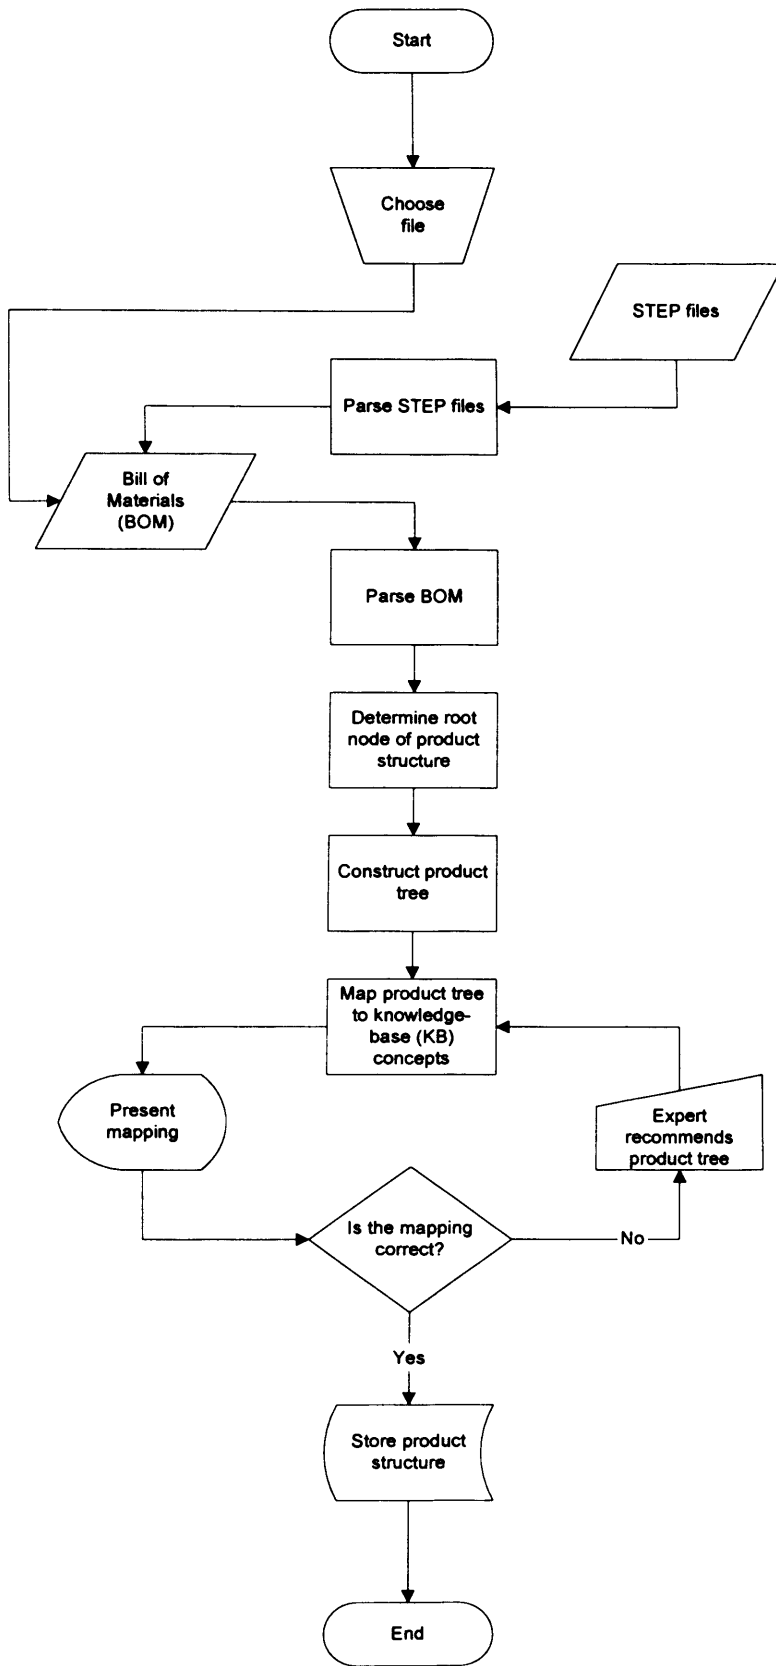 Start
Choose
file
STEP files
Parse STEP files
Bill of
Materials
(BOM)
Parse BOM
Determine root
node of product
structure
Construct product
tree
Map product tree
to knowledge-
base (KB)
concepts
Present
mapping
Expert
recommends
product tree
Is the mapping
correct?
No
Yes
Store product
structure
End